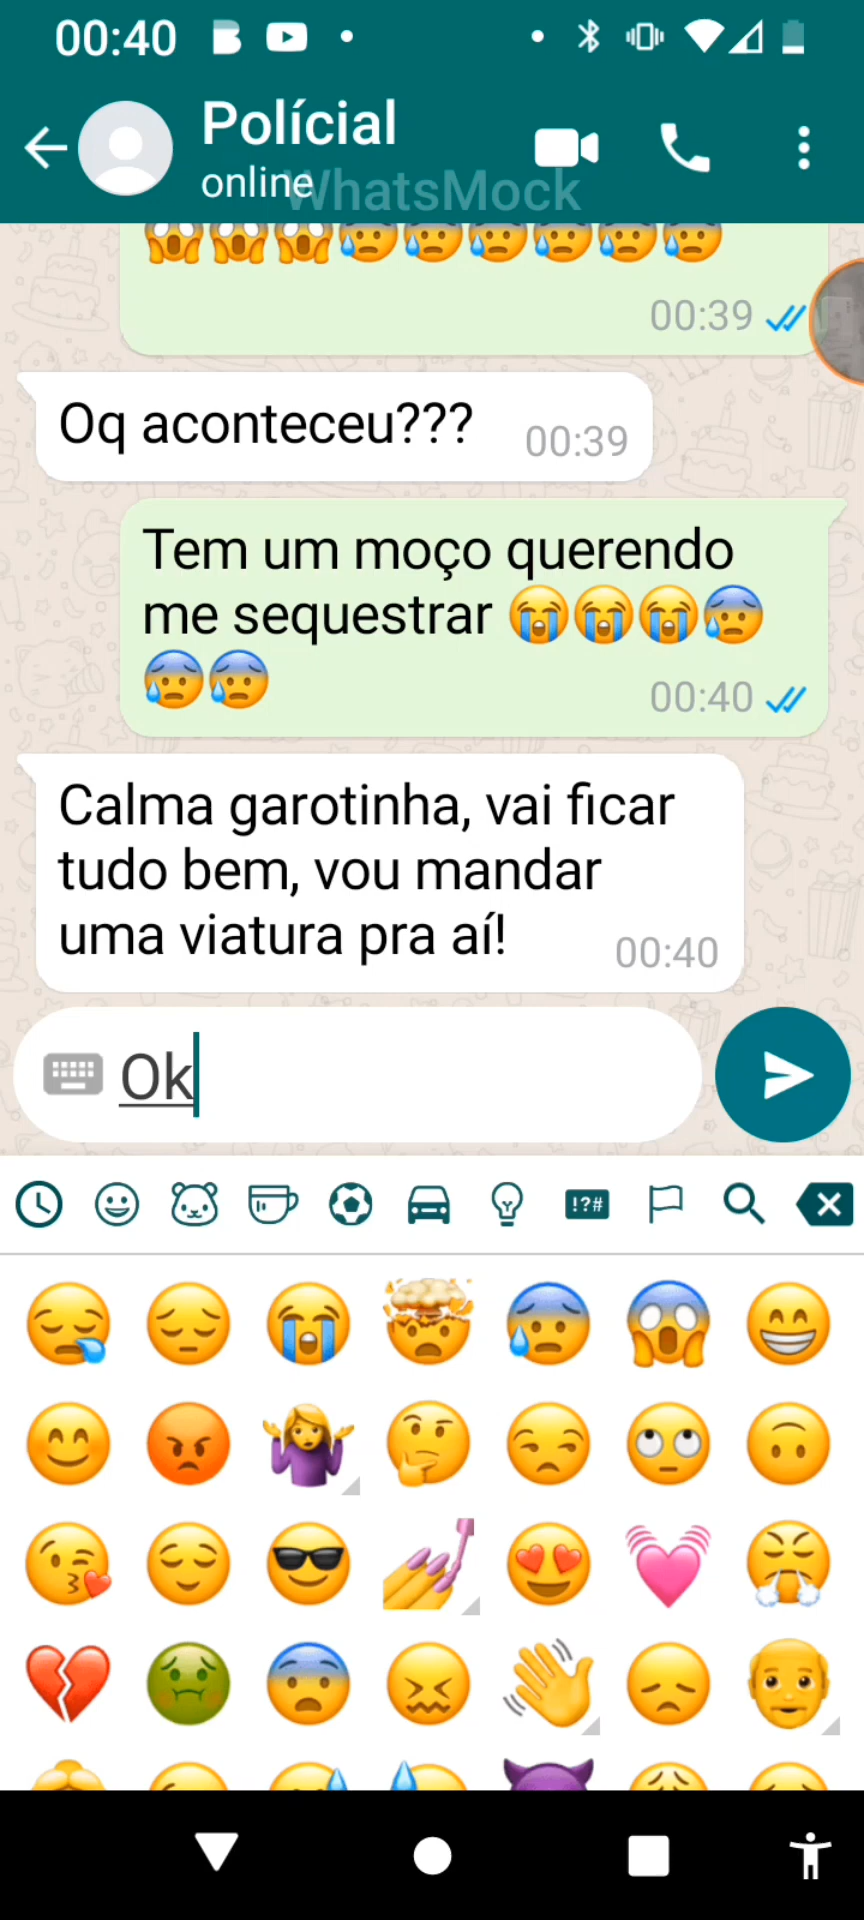 00:40
Polícial
online
WhatsMock
00:39
Oq aconteceu???
00:39
Tem um moço querendo
me sequestrar 😭😭😭😰
😰😰
00:40
Calma garotinha, vai ficar
tudo bem, vou mandar
uma viatura pra aí!
00:40
Ok
!?#